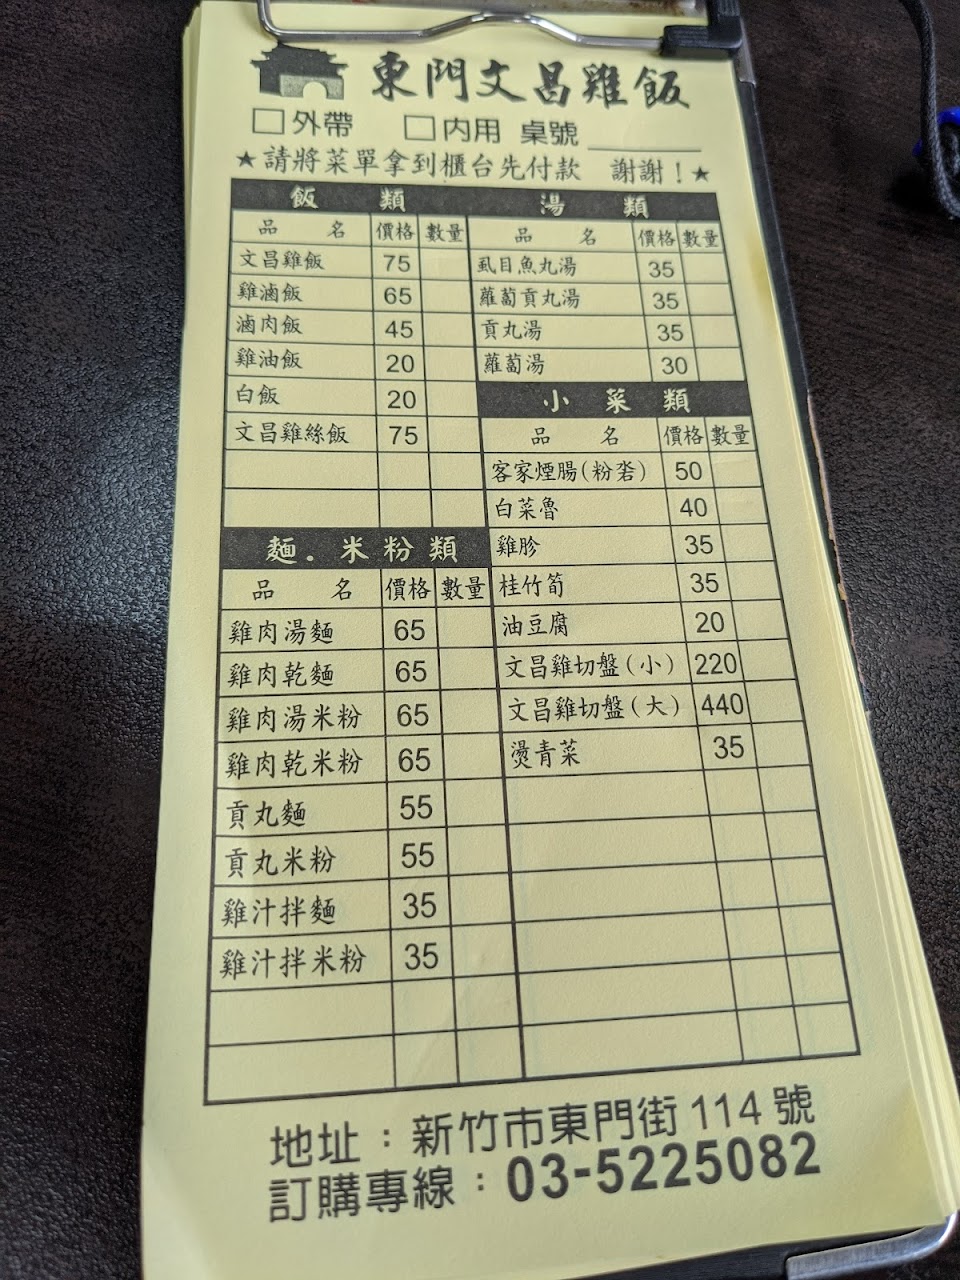 東門文昌雞飯
□外帶 □內用 桌號
★請將菜單拿到櫃台先付款 謝謝！★
飯類
品名 價格 數量
文昌雞飯 75
雞滷飯 65
滷肉飯 45
雞油飯 20
白飯 20
文昌雞絲飯 75
麵.米粉類
品名 價格 數量
雞肉湯麵 65
雞肉乾麵 65
雞肉湯米粉 65
雞肉乾米粉 65
貢丸麵 55
貢丸米粉 55
雞汁拌麵 35
雞汁拌米粉 35
湯類
品名 價格 數量
虱目魚丸湯 35
蘿蔔貢丸湯 35
貢丸湯 35
蘿蔔湯 30
小菜類
品名 價格 數量
客家煙腸(粉砦) 50
白菜魯 40
雞胗 35
桂竹筍 35
油豆腐 20
文昌雞切盤(小) 220
文昌雞切盤(大) 440
燙青菜 35
地址：新竹市東門街114號
訂購專線：03-5225082